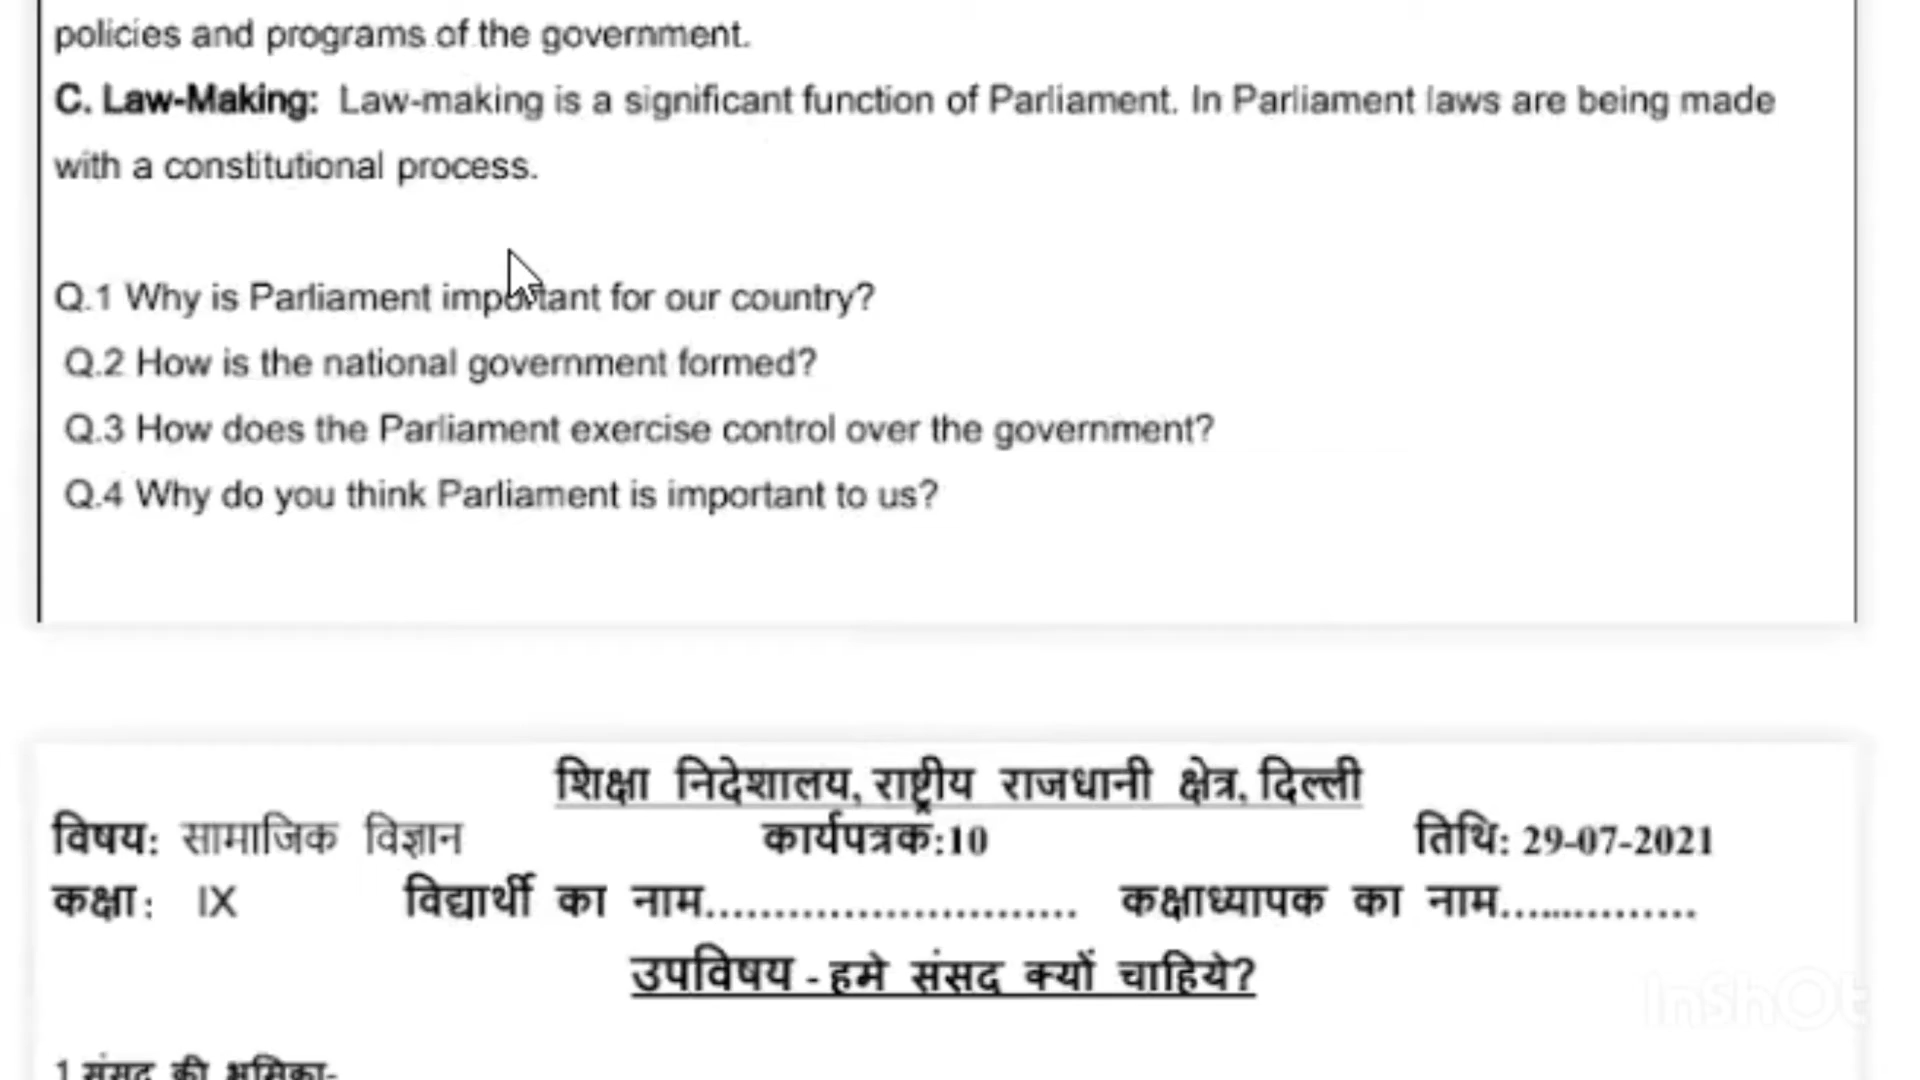 policies and programs of the government.
C. Law-Making: Law-making is a significant function of Parliament. In Parliament laws are being made
with a constitutional process.
Q.1 Why is Parliament important for our country?
Q.2 How is the national government formed?
Q.3 How does the Parliament exercise control over the government?
Q.4 Why do you think Parliament is important to us?
शिक्षा निदेशालय, राष्ट्रीय राजधानी क्षेत्र, दिल्ली
विषय: सामाजिक विज्ञान कार्यपत्रक:10 तिथि: 29-07-2021
कक्षा: IX विद्यार्थी का नाम........................... कक्षाध्यापक का नाम..............
उपविषय - हमे संसद क्यों चाहिये?
1 संसद की भूमिका-
InShOt